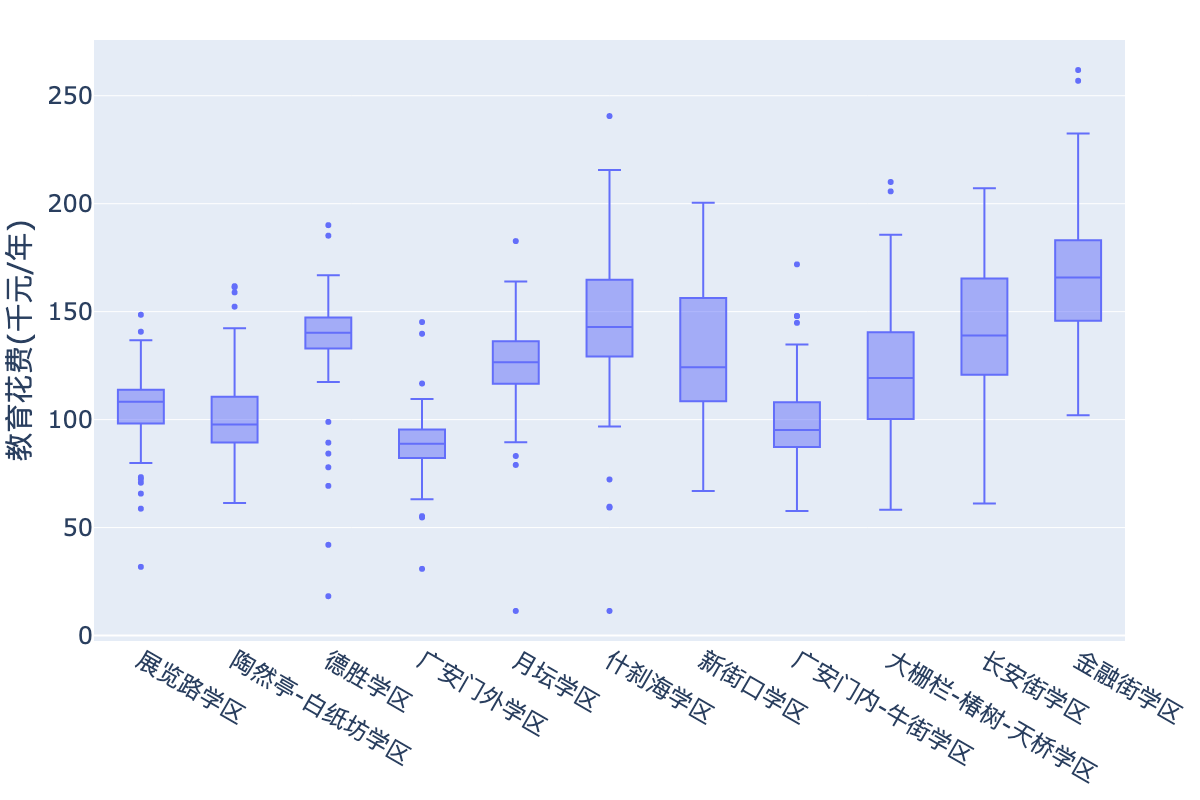 教育花费(千元/年)
250
200
150
100
50
0
展览路学区
陶然亭-白纸坊学区
德胜学区
广安门外学区
月坛学区
什刹海学区
新街口学区
广安门内-牛街学区
大栅栏-椿树-天桥学区
长安街学区
金融街学区